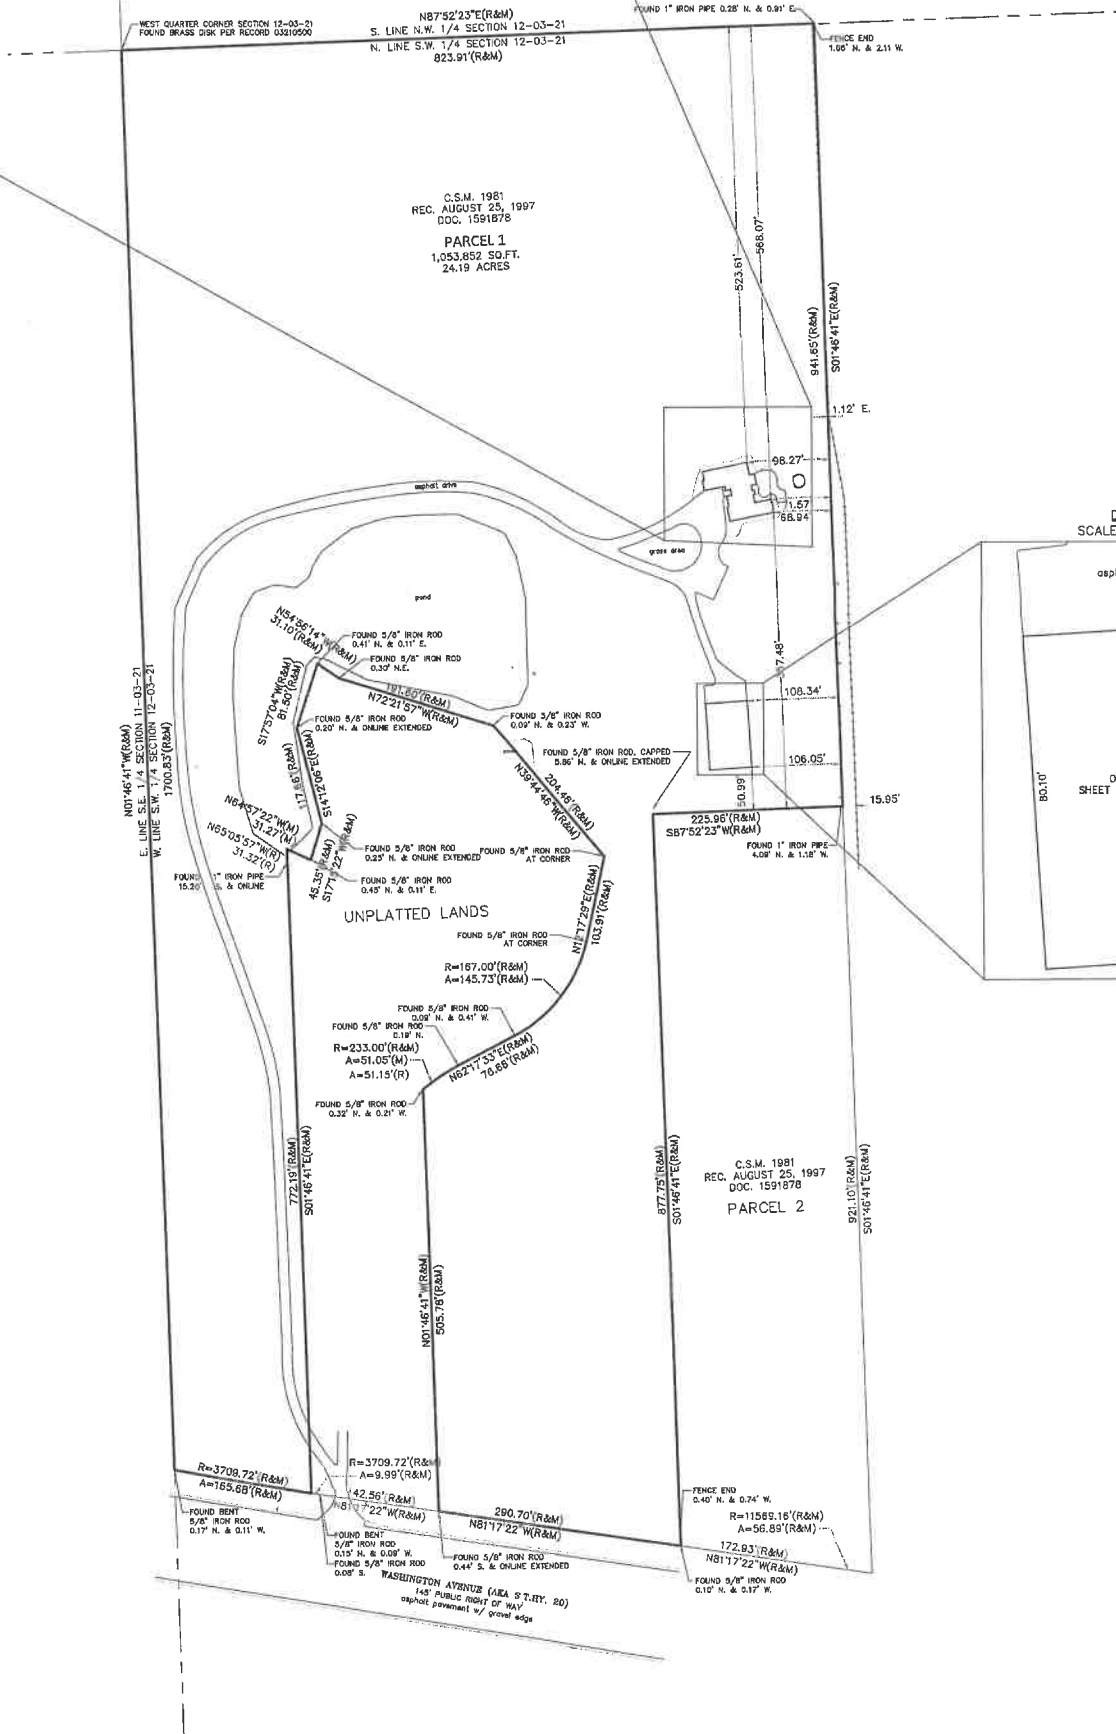 WEST QUARTER CORNER SECTION 12-03-21
FOUND BRASS DISK PER RECORD 03210500
N87°52'23"E(R&M)
S. LINE N.W. 1/4 SECTION 12-03-21
N. LINE S.W. 1/4 SECTION 12-03-21
823.91'(R&M)
FOUND 1" IRON PIPE 0.28' N. & 0.91' E.
FENCE END
1.06' N. & 2.11 W.
C.S.M. 1981
REC. AUGUST 25, 1997
DOC. 1591878
PARCEL 1
1,053,852 SQ.FT.
24.19 ACRES
523.61'
568.07'
941.65'(R&M)
S01°46'41"E(R&M)
1.12' E.
98.27'
1.57
68.94
asphalt drive
grass area
pond
SCALE
asph
N54°56'14"W(R&M)
31.10'(R&M)
FOUND 5/8" IRON ROD
0.41' N. & 0.11' E.
FOUND 5/8" IRON ROD
0.30' N.E.
191.60'(R&M)
N72°21'57"W(R&M)
S17°57'04"W(R&M)
81.50'(R&M)
FOUND 5/8" IRON ROD
0.20' N. & ONLINE EXTENDED
FOUND 5/8" IRON ROD
0.09' N. & 0.23' W.
FOUND 5/8" IRON ROD, CAPPED
5.86' N. & ONLINE EXTENDED
108.34'
106.05'
50.99'
15.95'
80.10'
SHEET
N01°46'41"W(R&M)
E. LINE S.E. 1/4 SECTION 11-03-21
W. LINE S.W. 1/4 SECTION 12-03-21
1700.83'(R&M)
S14°12'06"E(R&M)
204.46'(R&M)
N39°44'46"W(R&M)
225.96'(R&M)
S87°52'23"W(R&M)
FOUND 1" IRON PIPE
4.09' N. & 1.18' W.
N64°57'22"W(M)
31.27'(M)
N65°05'57"W(R)
31.32'(R)
FOUND 1" IRON PIPE
& ONLINE
45.35'(R&M)
FOUND 5/8" IRON ROD
0.25' N. & ONLINE EXTENDED
FOUND 5/8" IRON ROD
AT CORNER
FOUND 5/8" IRON ROD
0.45' N. & 0.11' E.
UNPLATTED LANDS
103.91'(R&M)
FOUND 5/8" IRON ROD
AT CORNER
R=167.00'(R&M)
A=145.73'(R&M)
FOUND 5/8" IRON ROD
0.09' N. & 0.41' W.
FOUND 5/8" IRON ROD
0.19' N.
R=233.00'(R&M)
A=51.05'(M)
A=51.15'(R)
N62°17'33"E(R&M)
76.66'(R&M)
FOUND 5/8" IRON ROD
0.32' N. & 0.21' W.
772.19'(R&M)
S01°46'41"E(R&M)
877.75'(R&M)
S01°46'41"E(R&M)
C.S.M. 1981
REC. AUGUST 25, 1997
DOC. 1591878
PARCEL 2
921.10'(R&M)
S01°46'41"E(R&M)
N01°46'41"W(R&M)
505.78'(R&M)
R=3709.72'(R&M)
A=165.68'(R&M)
R=3709.72'(R&M)
A=9.99'(R&M)
42.56'(R&M)
N81°17'22"W(R&M)
290.70'(R&M)
N81°17'22"W(R&M)
FENCE END
0.40' N. & 0.74' W.
R=11569.16'(R&M)
A=56.89'(R&M)
172.93'(R&M)
N81°17'22"W(R&M)
FOUND BENT
5/8" IRON ROD
0.17' N. & 0.11' W.
FOUND BENT
5/8" IRON ROD
0.15' N. & 0.09' W.
FOUND 5/8" IRON ROD
0.08' S.
FOUND 5/8" IRON ROD
0.44' S. & ONLINE EXTENDED
FOUND 5/8" IRON ROD
0.10' N. & 0.17' W.
WASHINGTON AVENUE (AKA S.T.HY. 20)
145' PUBLIC RIGHT OF WAY
asphalt pavement w/ gravel edge